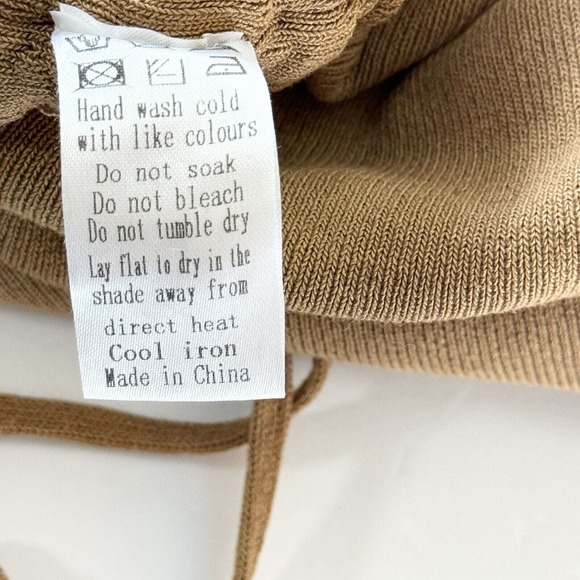 Hand wash cold
with like colours
Do not soak
Do not bleach
Do not tumble dry
Lay flat to dry in the
shade away from
direct heat
Cool iron
Made in China